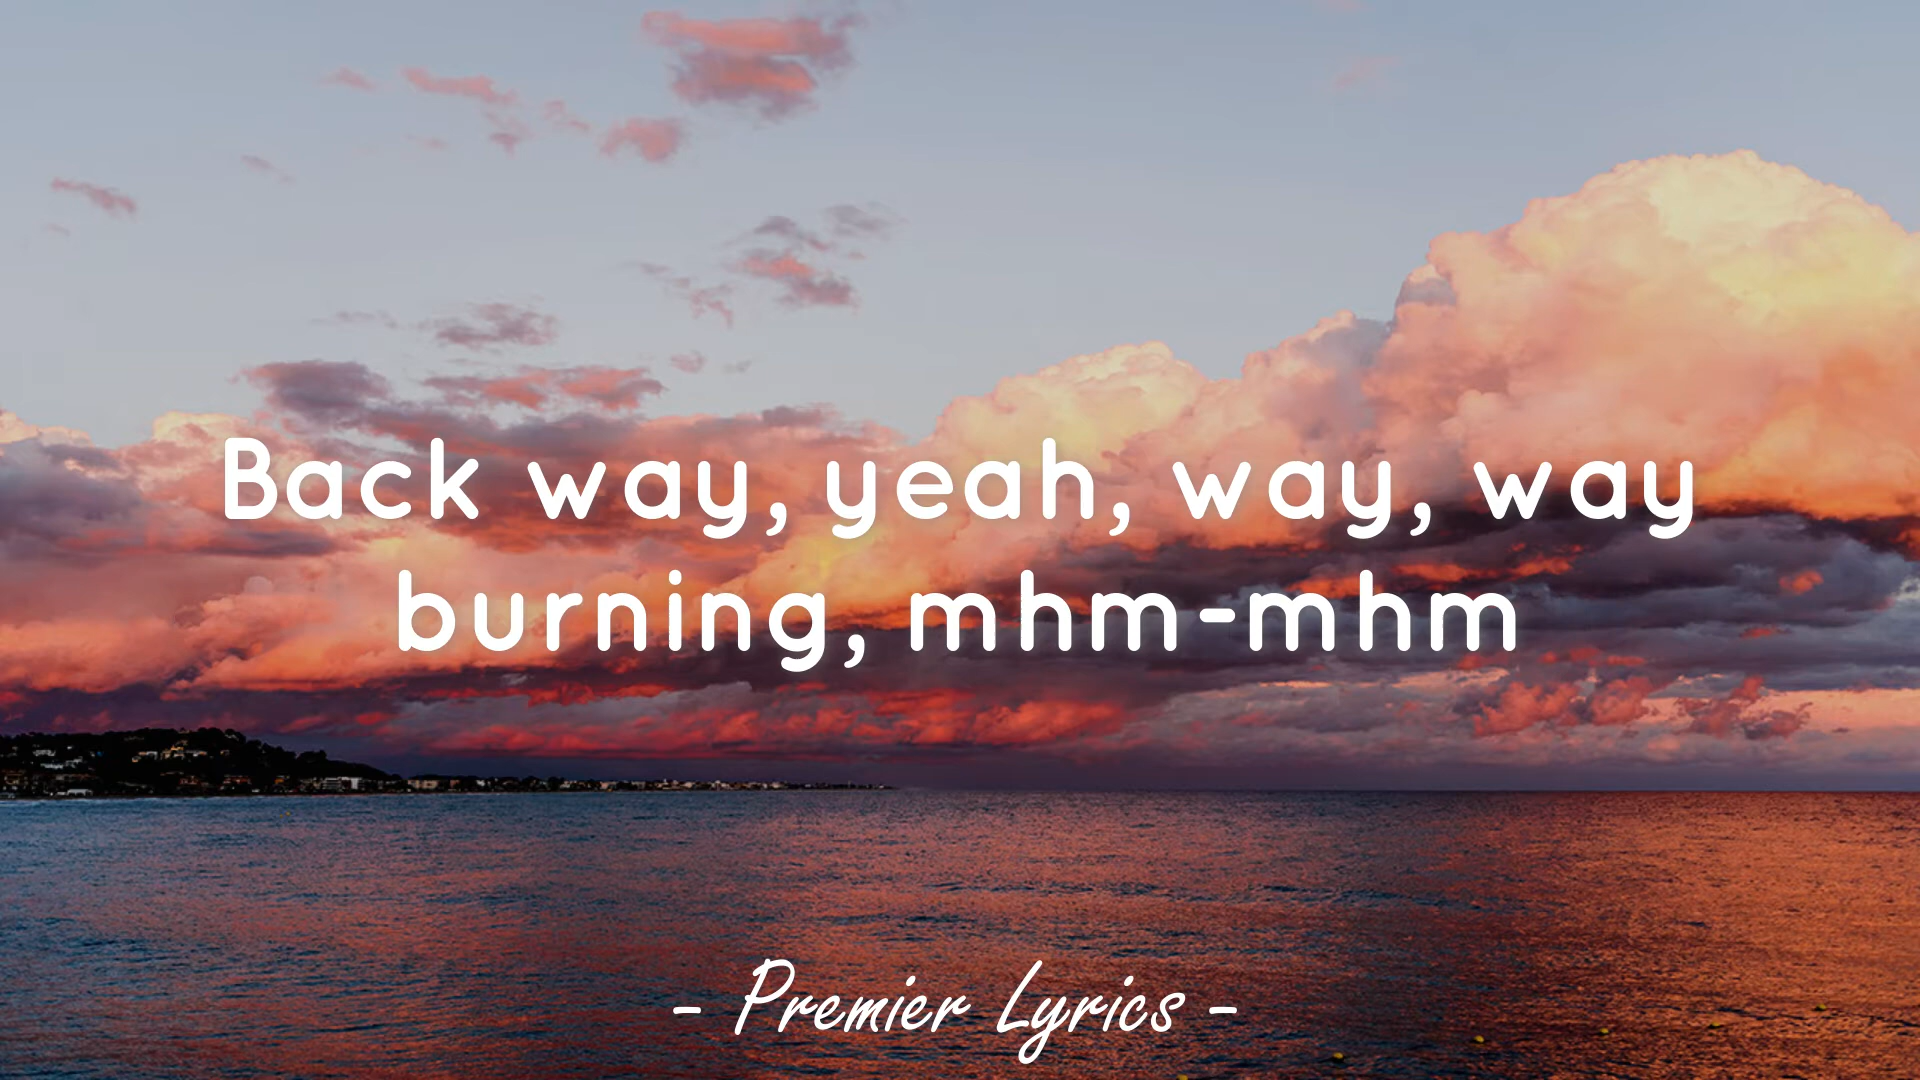 Back way, yeah, way, way
burning, mhm-mhm
- Premier Lyrics -